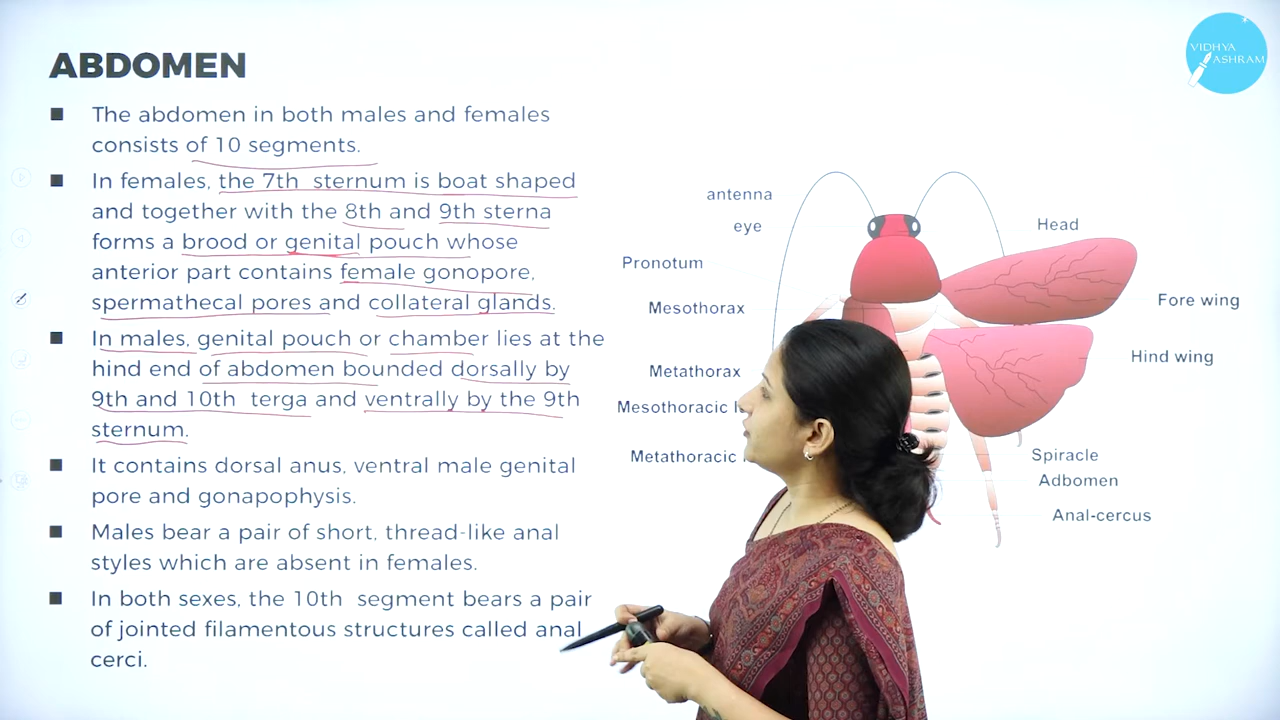 VIDHYA
ASHRAM
ABDOMEN
The abdomen in both males and females
consists of 10 segments.
In females, the 7th sternum is boat shaped
and together with the 8th and 9th sterna
forms a brood or genital pouch whose
anterior part contains female gonopore,
spermathecal pores and collateral glands.
In males, genital pouch or chamber lies at the
hind end of abdomen bounded dorsally by
9th and 10th terga and ventrally by the 9th
sternum.
It contains dorsal anus, ventral male genital
pore and gonapophysis.
Males bear a pair of short, thread-like anal
styles which are absent in females.
In both sexes, the 10th segment bears a pair
of jointed filamentous structures called anal
cerci.
antenna
eye
Pronotum
Mesothorax
Metathorax
Mesothoracic
Metathoracic
Head
Fore wing
Hind wing
Spiracle
Adbomen
Anal-cercus